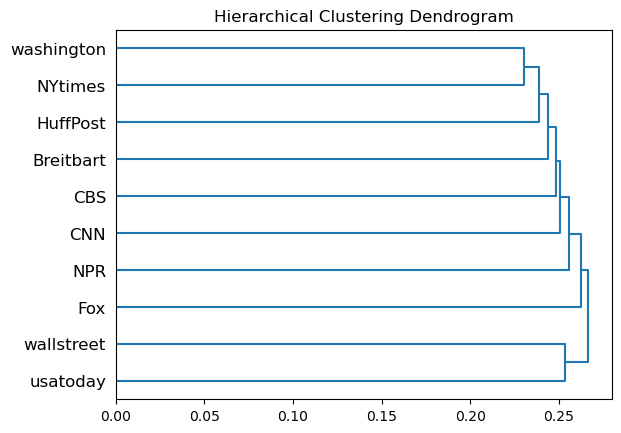 Hierarchical Clustering Dendrogram
washington
NYtimes
HuffPost
Breitbart
CBS
CNN
NPR
Fox
wallstreet
usatoday
0.00 0.05 0.10 0.15 0.20 0.25